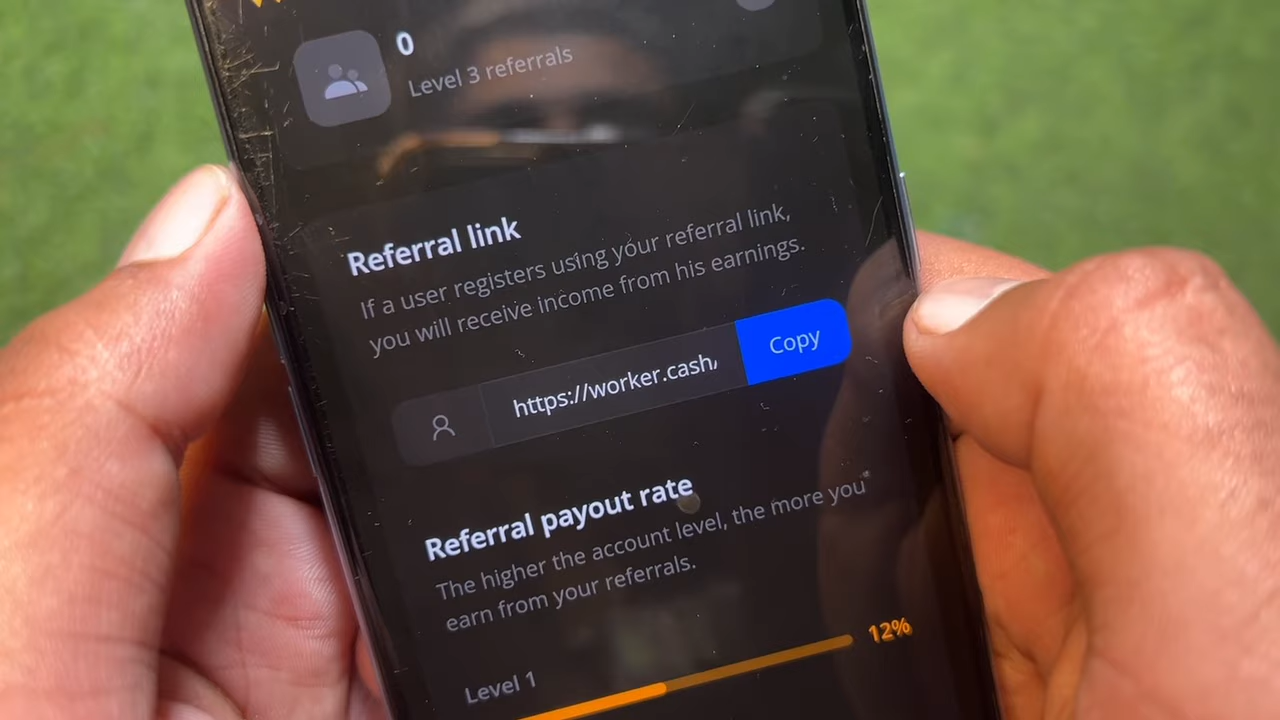 0
Level 3 referrals
Referral link
If a user registers using your referral link,
you will receive income from his earnings.
https://worker.cash/
Copy
Referral payout rate
The higher the account level, the more you
earn from your referrals.
Level 1
12%